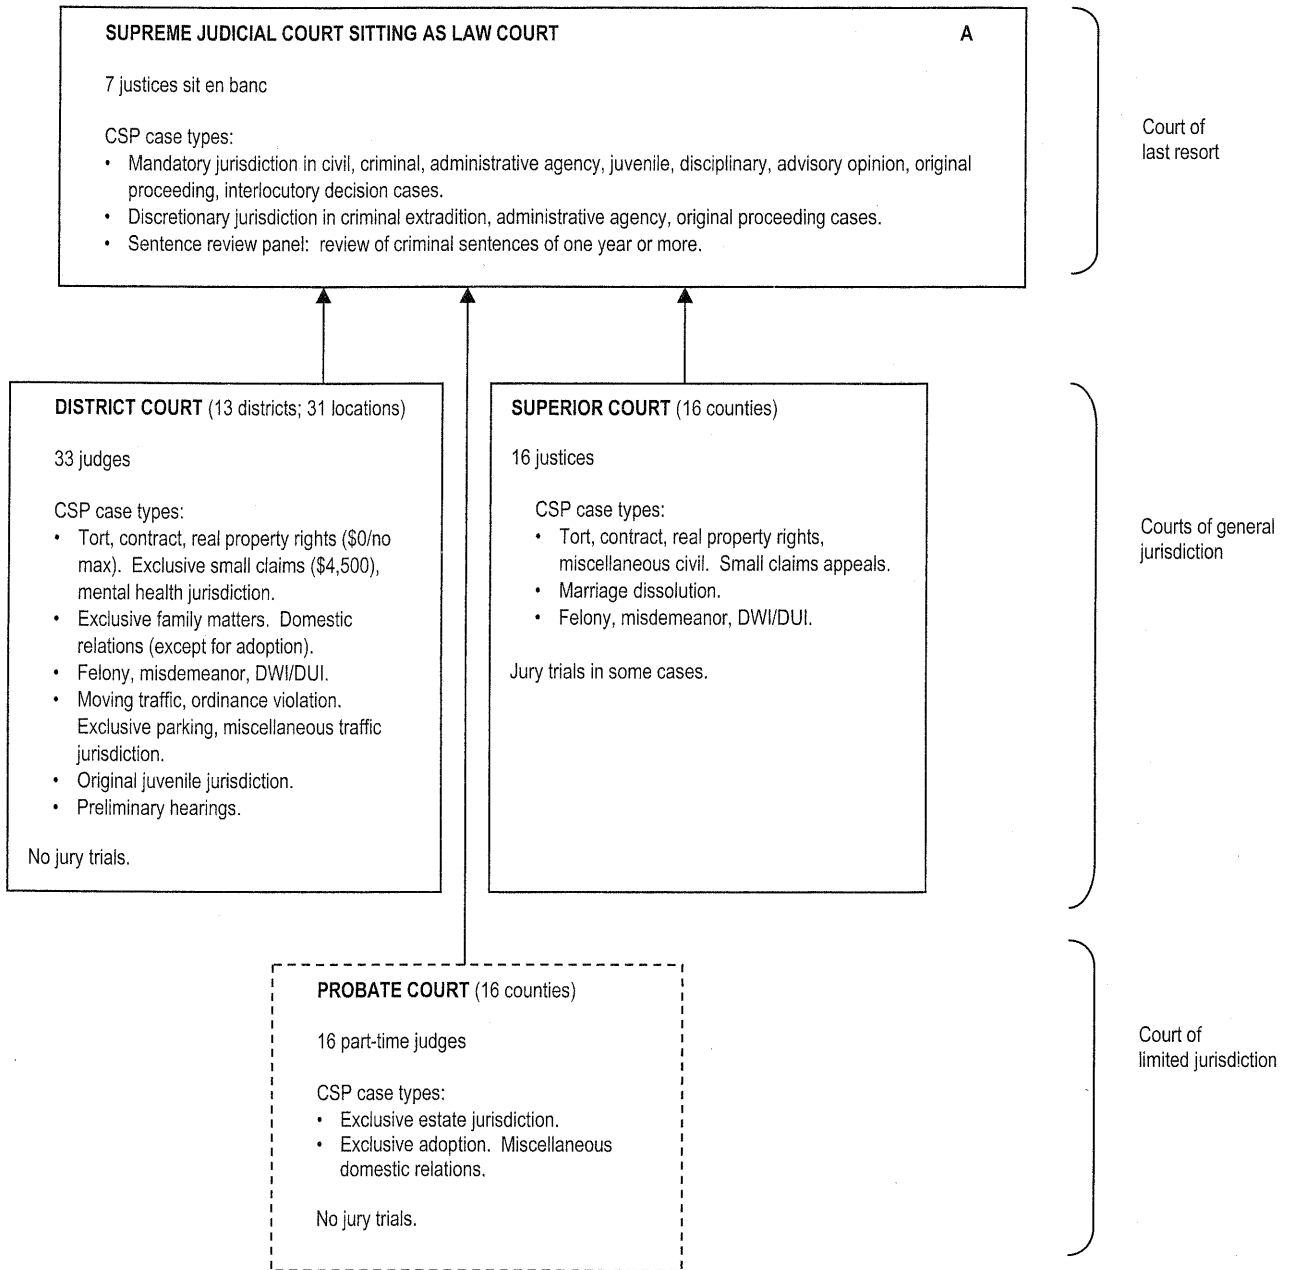 SUPREME JUDICIAL COURT SITTING AS LAW COURT A
7 justices sit en banc
CSP case types:
• Mandatory jurisdiction in civil, criminal, administrative agency, juvenile, disciplinary, advisory opinion, original
proceeding, interlocutory decision cases.
• Discretionary jurisdiction in criminal extradition, administrative agency, original proceeding cases.
• Sentence review panel: review of criminal sentences of one year or more.
Court of
last resort
DISTRICT COURT (13 districts; 31 locations)
33 judges
CSP case types:
• Tort, contract, real property rights ($0/no
max). Exclusive small claims ($4,500),
mental health jurisdiction.
• Exclusive family matters. Domestic
relations (except for adoption).
• Felony, misdemeanor, DWI/DUI.
• Moving traffic, ordinance violation.
Exclusive parking, miscellaneous traffic
jurisdiction.
• Original juvenile jurisdiction.
• Preliminary hearings.
No jury trials.
SUPERIOR COURT (16 counties)
16 justices
CSP case types:
• Tort, contract, real property rights,
miscellaneous civil. Small claims appeals.
• Marriage dissolution.
• Felony, misdemeanor, DWI/DUI.
Jury trials in some cases.
Courts of general
jurisdiction
PROBATE COURT (16 counties)
16 part-time judges
CSP case types:
• Exclusive estate jurisdiction.
• Exclusive adoption. Miscellaneous
domestic relations.
No jury trials.
Court of
limited jurisdiction